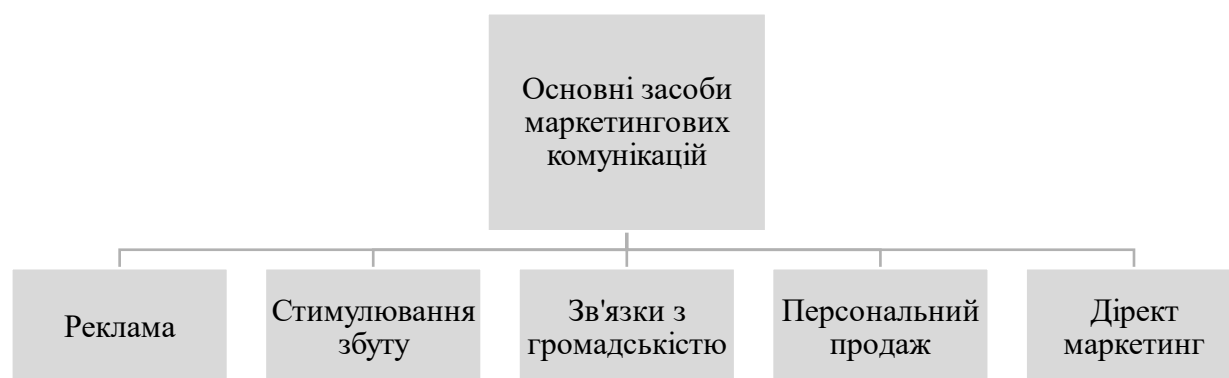 Основні засоби
маркетингових
комунікацій
Реклама
Стимулювання
збуту
Зв'язки з
громадськістю
Персональний
продаж
Дірект
маркетинг